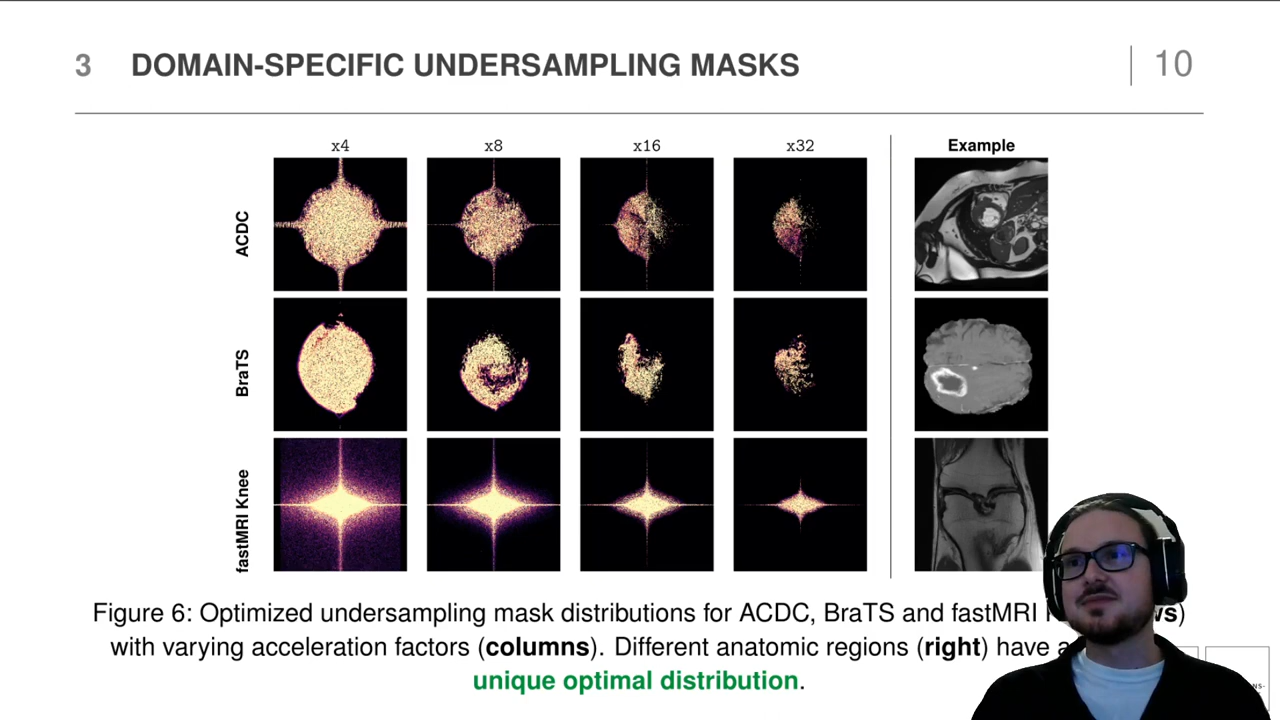 3 DOMAIN-SPECIFIC UNDERSAMPLING MASKS 10
x4 x8 x16 x32 Example
ACDC
BraTS
fastMRI Knee
Figure 6: Optimized undersampling mask distributions for ACDC, BraTS and fastMRI
with varying acceleration factors (columns). Different anatomic regions (right) have
unique optimal distribution.